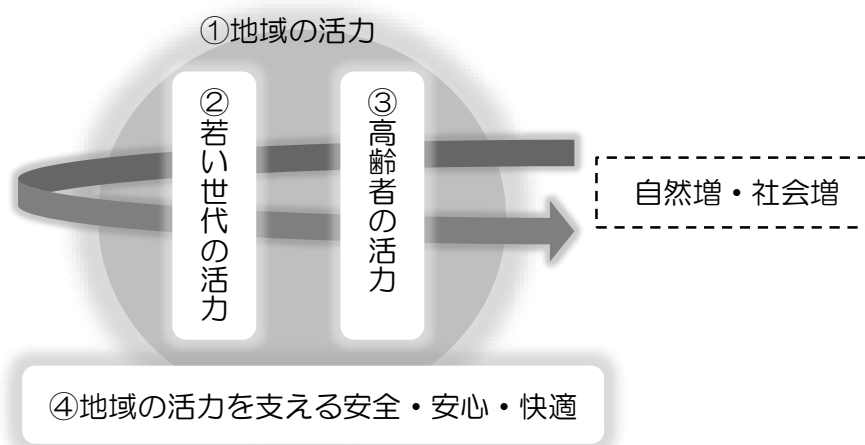 ①地域の活力
②若い世代の活力
③高齢者の活力
自然増・社会増
④地域の活力を支える安全・安心・快適